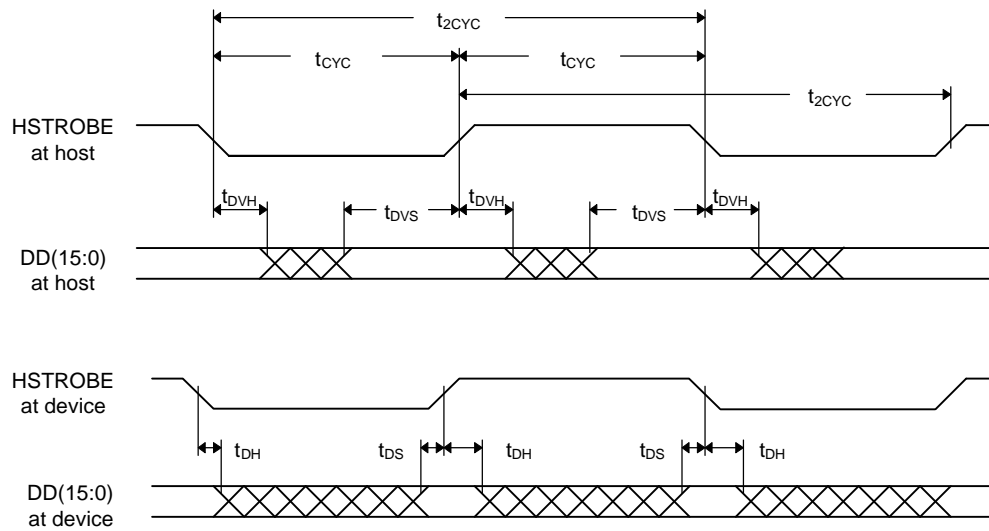 t2CYC
tCYC tCYC
t2CYC
HSTROBE
at host
tDVH tDVS tDVH tDVS tDVH
DD(15:0)
at host
HSTROBE
at device
tDH tDS tDH tDS tDH
DD(15:0)
at device